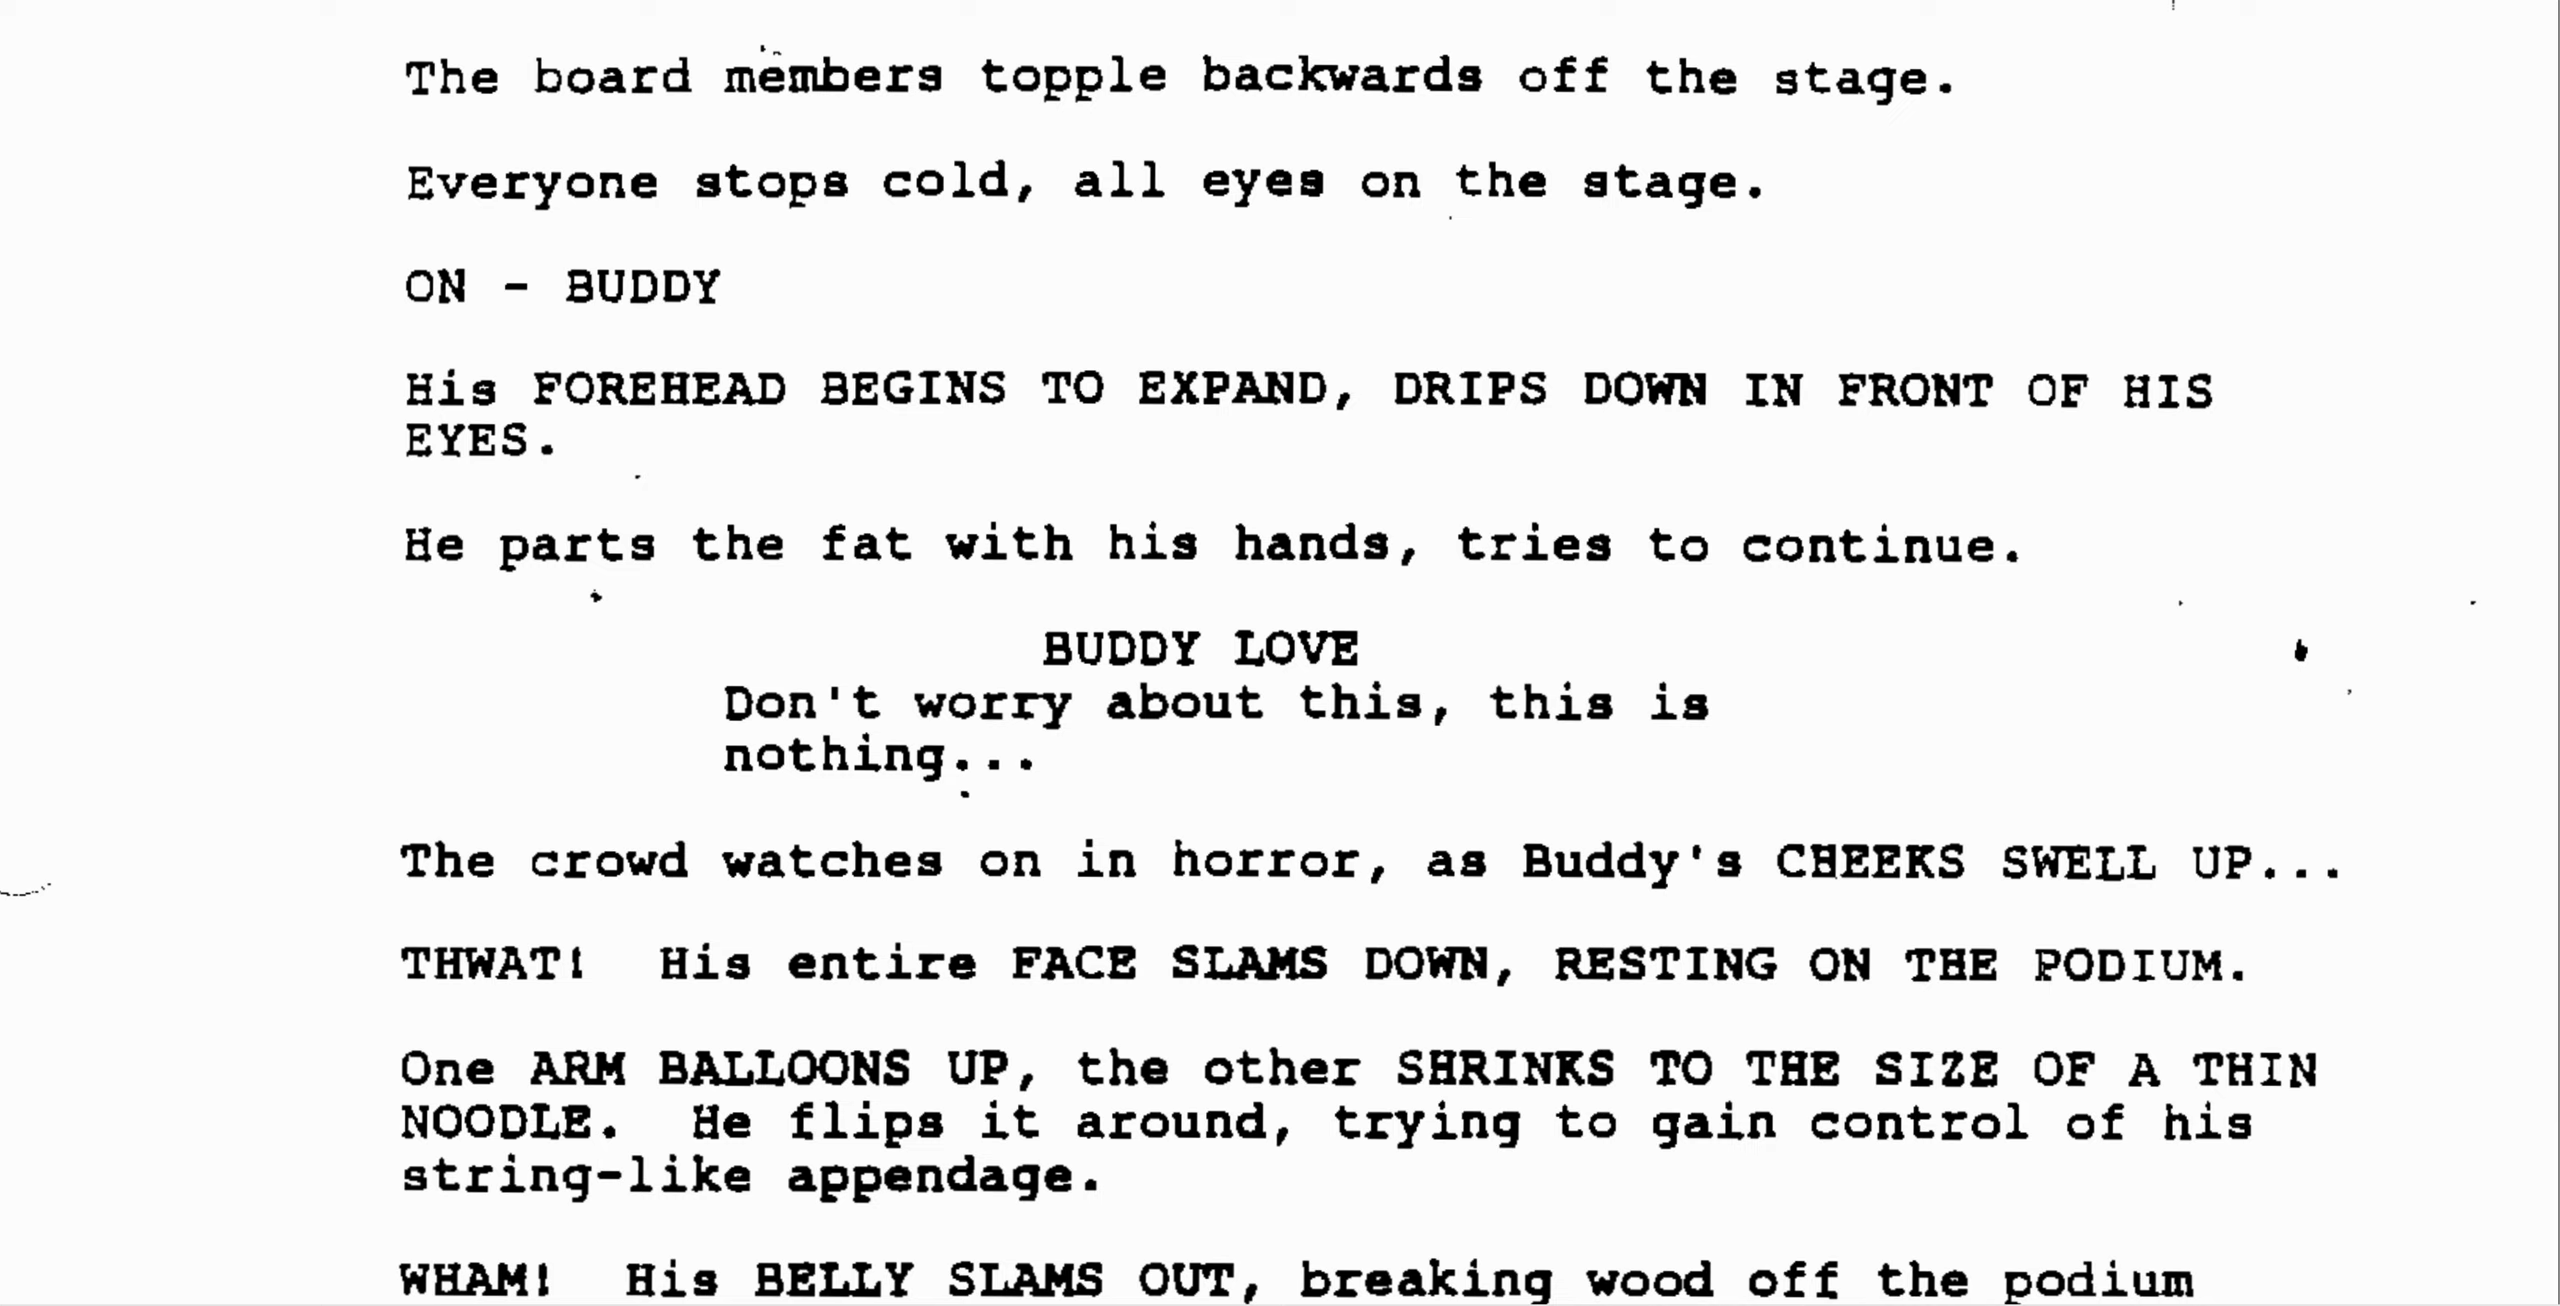 The board members topple backwards off the stage.
Everyone stops cold, all eyes on the stage.
ON - BUDDY
His FOREHEAD BEGINS TO EXPAND, DRIPS DOWN IN FRONT OF HIS
EYES.
He parts the fat with his hands, tries to continue.
BUDDY LOVE
Don't worry about this, this is
nothing...
The crowd watches on in horror, as Buddy's CHEEKS SWELL UP...
THWAT!  His entire FACE SLAMS DOWN, RESTING ON THE PODIUM.
One ARM BALLOONS UP, the other SHRINKS TO THE SIZE OF A THIN
NOODLE.  He flips it around, trying to gain control of his
string-like appendage.
WHAM!  His BELLY SLAMS OUT, breaking wood off the podium